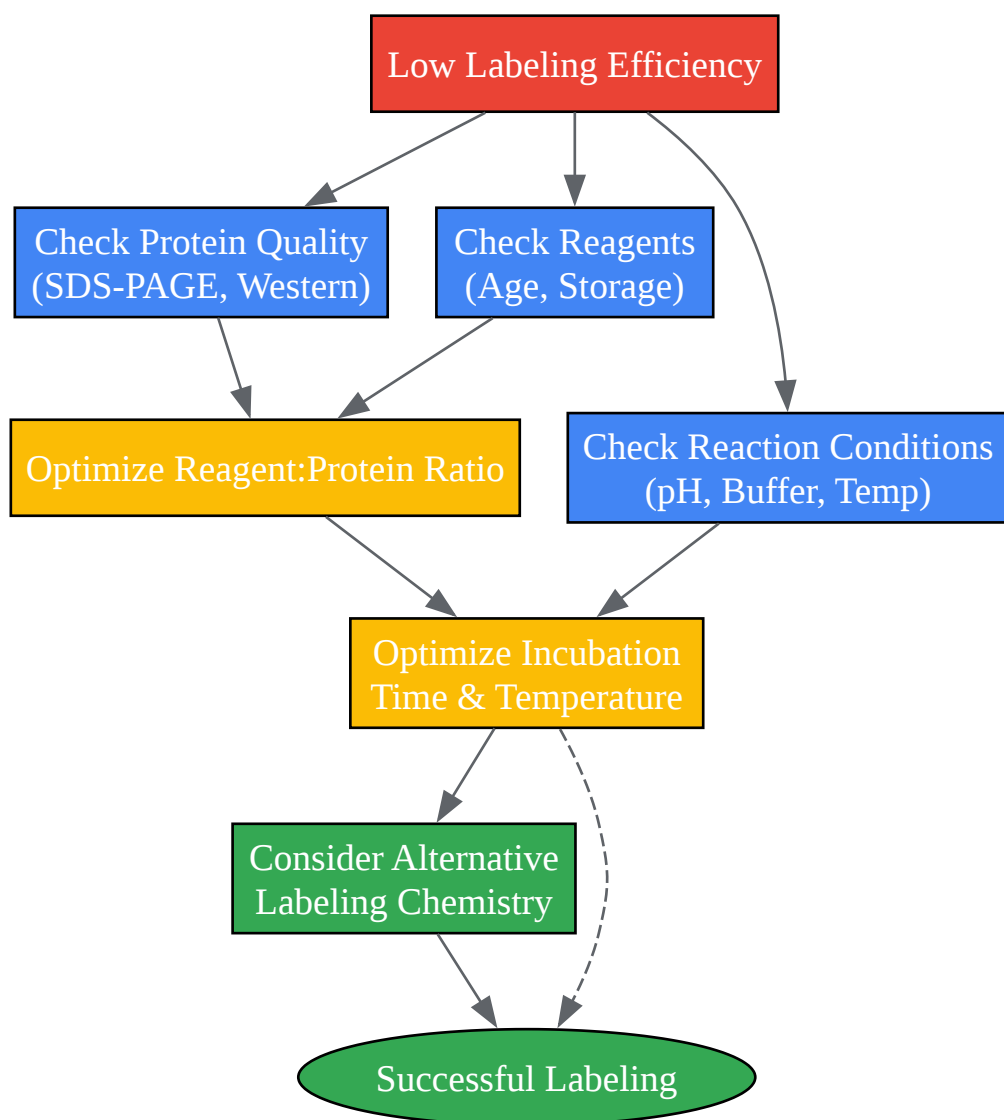 Low Labeling Efficiency
Check Protein Quality
(SDS-PAGE, Western)
Check Reagents
(Age, Storage)
Optimize Reagent:Protein Ratio
Check Reaction Conditions
(pH, Buffer, Temp)
Optimize Incubation
Time & Temperature
Consider Alternative
Labeling Chemistry
Successful Labeling